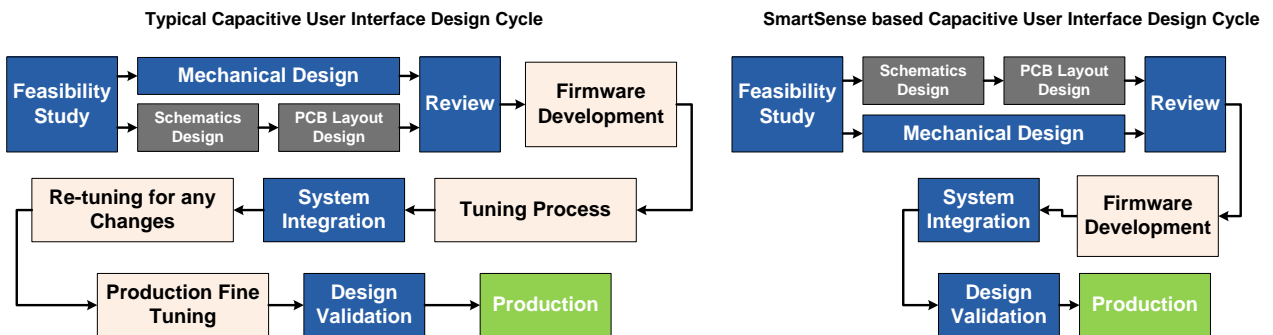 Typical Capacitive User Interface Design Cycle
Feasibility
Study
Mechanical Design
Schematics
Design
PCB Layout
Design
Review
Firmware
Development
Re-tuning for any
Changes
System
Integration
Tuning Process
Production Fine
Tuning
Design
Validation
Production
SmartSense based Capacitive User Interface Design Cycle
Feasibility
Study
Schematics
Design
PCB Layout
Design
Mechanical Design
Review
System
Integration
Firmware
Development
Design
Validation
Production